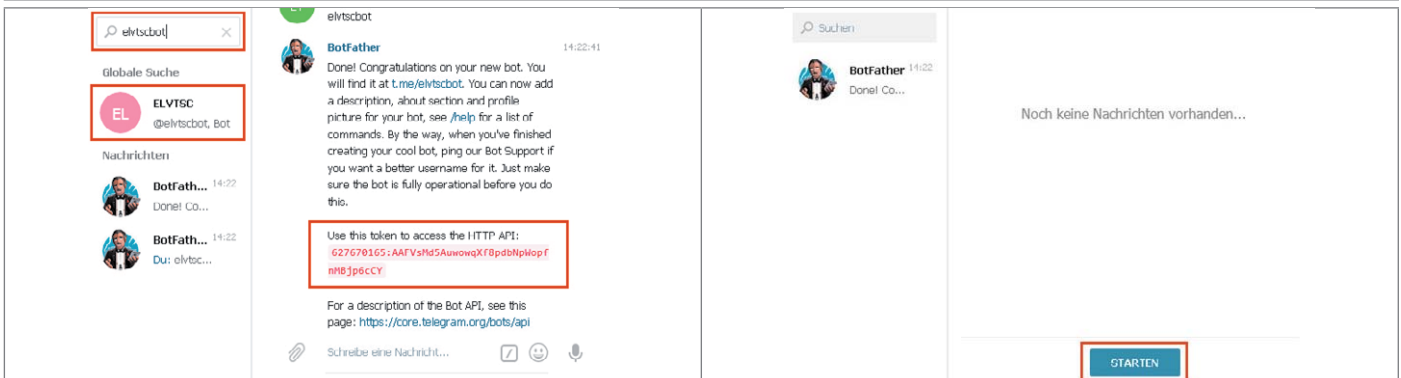 elvtscbot
Globale Suche
EL
ELVTSC
@elvtscbot, Bot
Nachrichten
BotFath... 14:22
Done! Co...
BotFath... 14:22
Du: elvtsc...
elvtscbot
BotFather 14:22:41
Done! Congratulations on your new bot. You
will find it at t.me/elvtscbot. You can now add
a description, about section and profile
picture for your bot, see /help for a list of
commands. By the way, when you've finished
creating your cool bot, ping our Bot Support if
you want a better username for it. Just make
sure the bot is fully operational before you do
this.
Use this token to access the HTTP API:
627670165:AAFVsMd5AuwowqXf8pdbNpWopf
nMBjp6cCY
For a description of the Bot API, see this
page: https://core.telegram.org/bots/api
Schreibe eine Nachricht...
Suchen
BotFather 14:22
Done! Co...
Noch keine Nachrichten vorhanden...
STARTEN